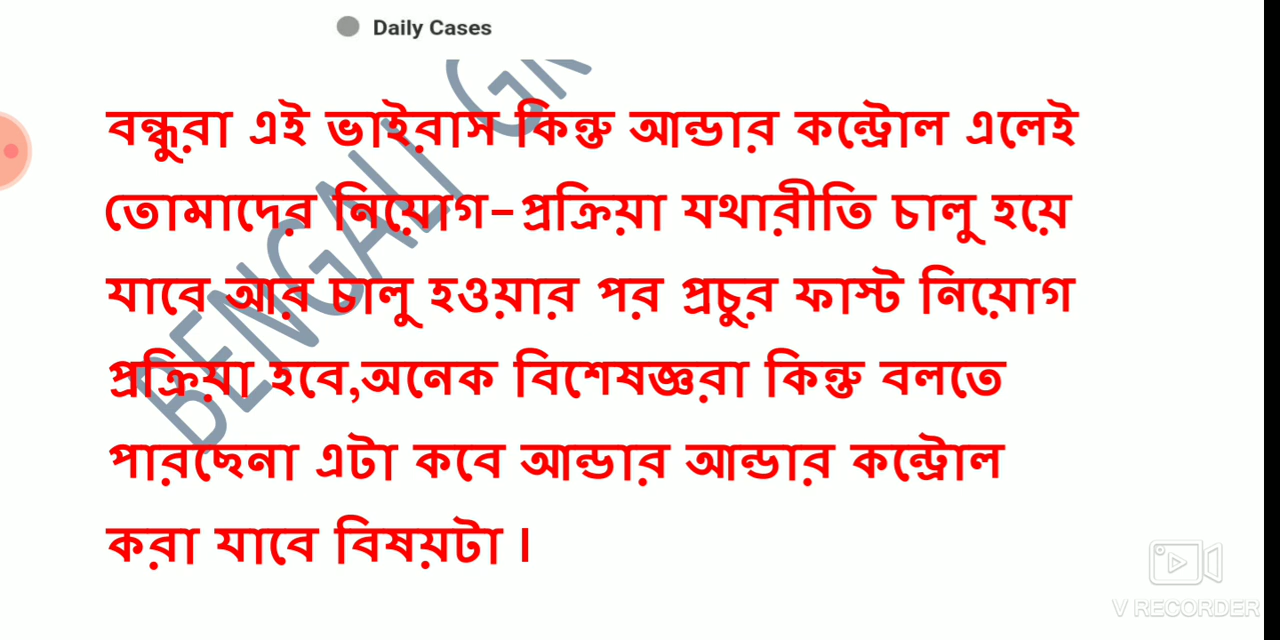 Daily Cases
বন্ধুরা এই ভাইরাস কিন্তু আন্ডার কন্ট্রোল এলেই
তোমাদের নিয়োগ-প্রক্রিয়া যথারীতি চালু হয়ে
যাবে আর চালু হওয়ার পর প্রচুর ফাস্ট নিয়োগ
প্রক্রিয়া হবে,অনেক বিশেষজ্ঞরা কিন্তু বলতে
পারছেনা এটা কবে আন্ডার আন্ডার কন্ট্রোল
করা যাবে বিষয়টা ।
BENGALI
V RECORDER